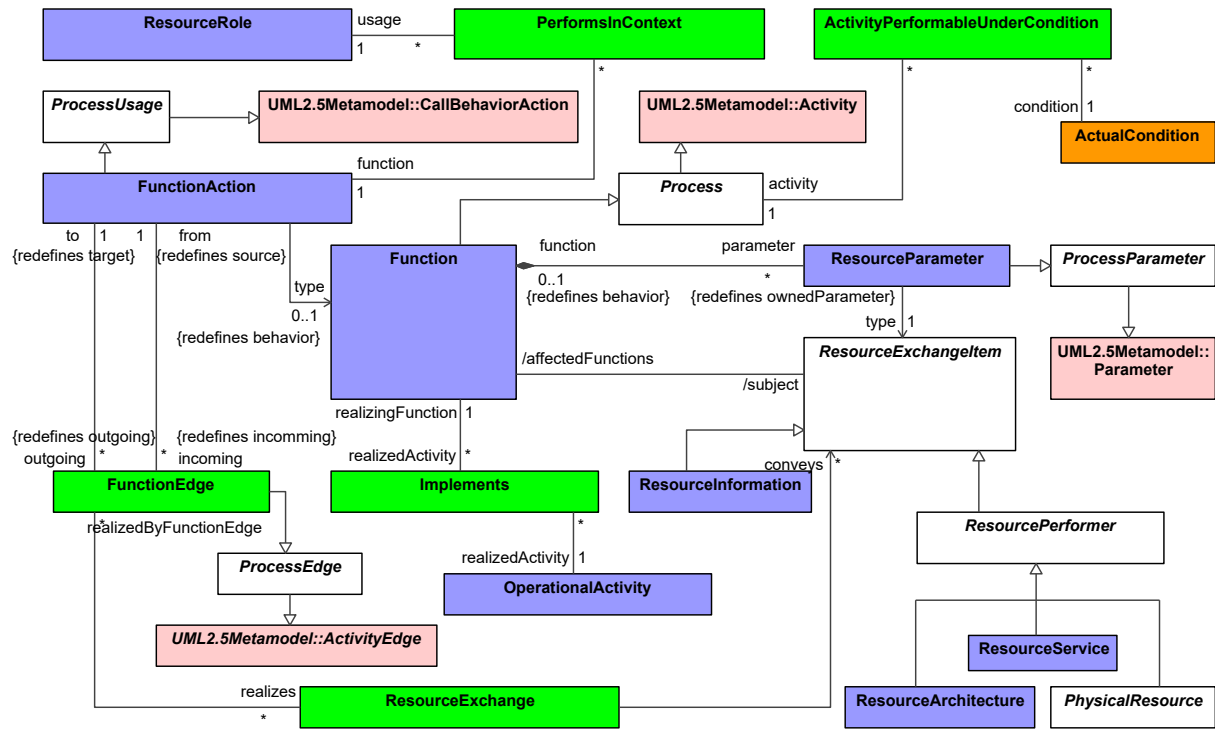 ResourceRole
usage
1
*
PerformsInContext
ActivityPerformableUnderCondition
*
*
*
condition
1
ActualCondition
ProcessUsage
UML2.5Metamodel::CallBehaviorAction
UML2.5Metamodel::Activity
function
1
FunctionAction
Process
activity
1
to
1
1
from
{redefines target}
{redefines source}
type
0..1
{redefines behavior}
Function
function
0..1
{redefines behavior}
parameter
*
{redefines ownedParameter}
ResourceParameter
ProcessParameter
type
1
UML2.5Metamodel::
Parameter
ResourceExchangeItem
/affectedFunctions
/subject
realizingFunction
1
{redefines outgoing}
{redefines incomming}
outgoing
*
*
incoming
realizedActivity
*
conveys
*
FunctionEdge
Implements
ResourceInformation
*
realizedByFunctionEdge
*
ResourcePerformer
ProcessEdge
realizedActivity
1
OperationalActivity
UML2.5Metamodel::ActivityEdge
ResourceService
realizes
*
ResourceExchange
ResourceArchitecture
PhysicalResource